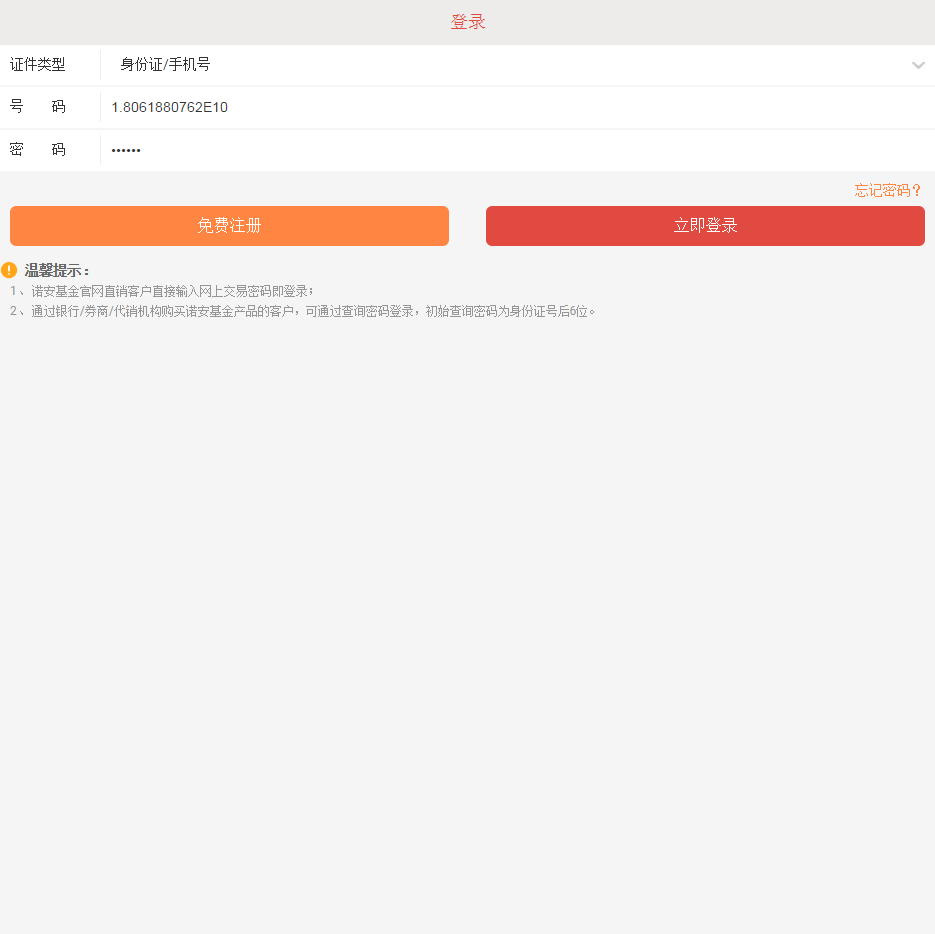 登录
证件类型 身份证/手机号
号 码 1.8061880762E10
密 码 ••••••
忘记密码？
免费注册 立即登录
温馨提示：
1、诺安基金官网直销客户直接输入网上交易密码即登录；
2、通过银行/券商/代销机构购买诺安基金产品的客户，可通过查询密码登录，初始查询密码为身份证号后6位。